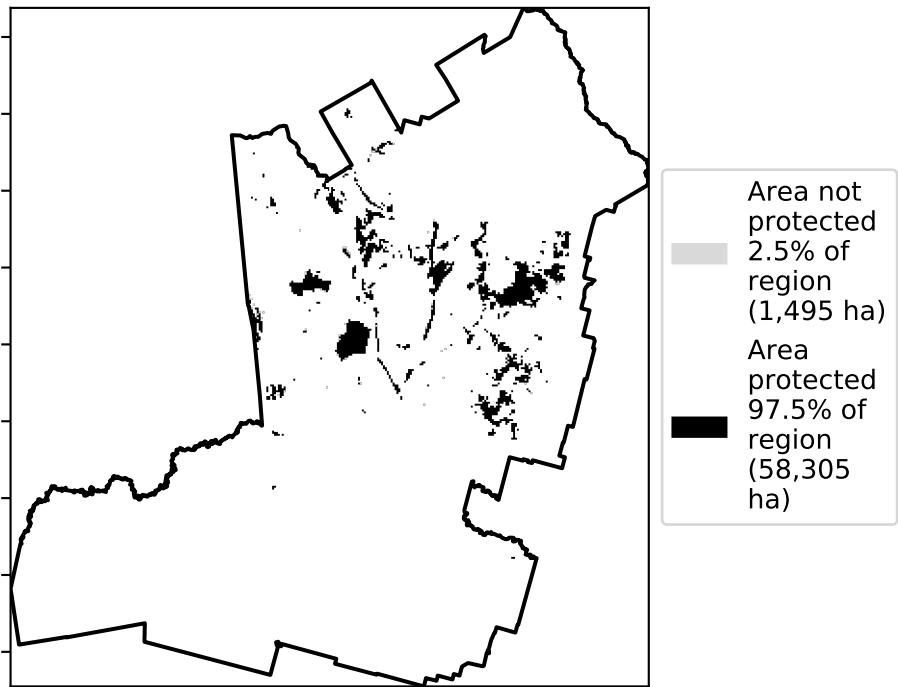 Area not
protected
2.5% of
region
(1,495 ha)
Area
protected
97.5% of
region
(58,305
ha)